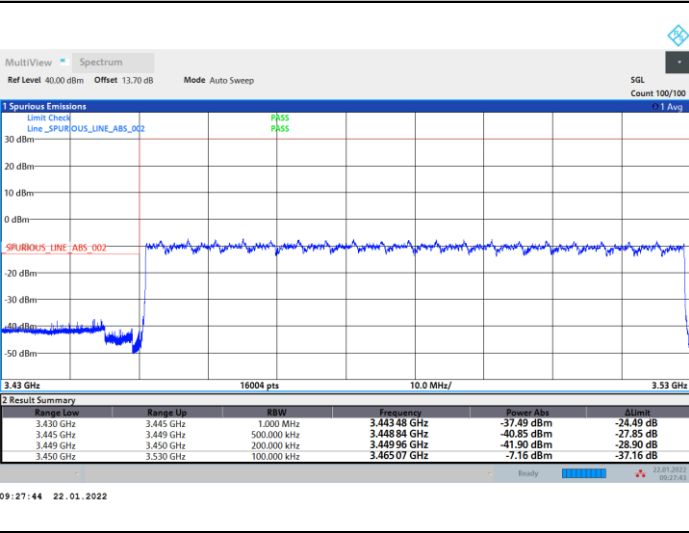 MultiView Spectrum
Ref Level 40.00 dBm Offset 13.70 dB Mode Auto Sweep SGL
Count 100/100
1 Spurious Emissions 1 Avg
Limit Check PASS
Line _SPURIOUS_LINE_ABS_002 PASS
30 dBm
20 dBm
10 dBm
0 dBm
SPURIOUS_LINE_ABS_002
-20 dBm
-30 dBm
-40 dBm
-50 dBm
3.43 GHz 16004 pts 10.0 MHz/ 3.53 GHz
2 Result Summary
Range Low Range Up RBW Frequency Power Abs ΔLimit
3.430 GHz 3.445 GHz 1.000 MHz 3.443 48 GHz -37.49 dBm -24.49 dB
3.445 GHz 3.449 GHz 500.000 kHz 3.448 84 GHz -40.85 dBm -27.85 dB
3.449 GHz 3.450 GHz 200.000 kHz 3.449 96 GHz -41.90 dBm -28.90 dB
3.450 GHz 3.530 GHz 100.000 kHz 3.465 07 GHz -7.16 dBm -37.16 dB
Ready 22.01.2022
09:27:43
09:27:44 22.01.2022